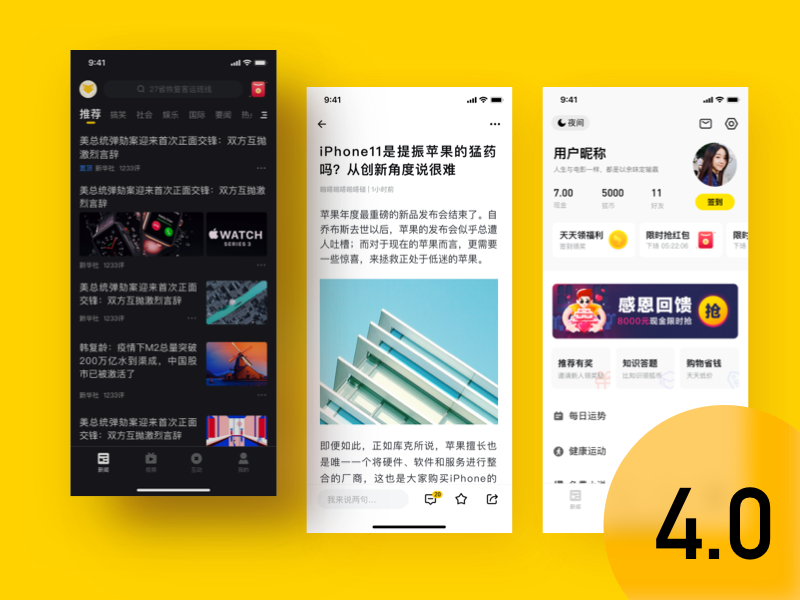 9:41
27省恢复客运班线
推荐 搞笑 社会 娱乐 国际 要闻
美总统弹劾案迎来首次正面交锋：双方互抛
激烈言辞
置顶 新华社 1233评
美总统弹劾案迎来首次正面交锋：双方互抛激
烈言辞
WATCH
SERIES 3
新华社 1233评
美总统弹劾案迎来首次正面
交锋：双方互抛激烈言辞
新华社 1233评
韩复龄：疫情下M2总量突破
200万亿水到渠成，中国股
市已被激活了
新华社 1233评
美总统弹劾案迎来首次正面
交锋：双方互抛激烈言辞
新闻
视频
互动
我的
9:41
iPhone11是提振苹果的猛药
吗？从创新角度说很难
1小时前
苹果年度最重磅的新品发布会结束了。自
乔布斯去世以后，苹果的发布会似乎总遭
人吐槽；而对于现在的苹果而言，更需要
一些惊喜，来拯救正处于低迷的苹果。
即便如此，正如库克所说，苹果擅长也
是唯一一个将硬件、软件和服务进行整
合的厂商，这也是大家购买iPhone的
我来说两句...
20
9:41
夜间
用户昵称
人生与电影一样，都是以余味定输赢
7.00 5000 11
现金 金币 好友
签到
天天领福利
签到领奖
限时抢红包
下场 05:22:06
限时
下场
感恩回馈
8000元现金限时抢
抢
推荐有奖
邀请新人领奖励
知识答题
比知识领金币
购物省钱
天天低价
每日运势
健康运动
新闻
4.0